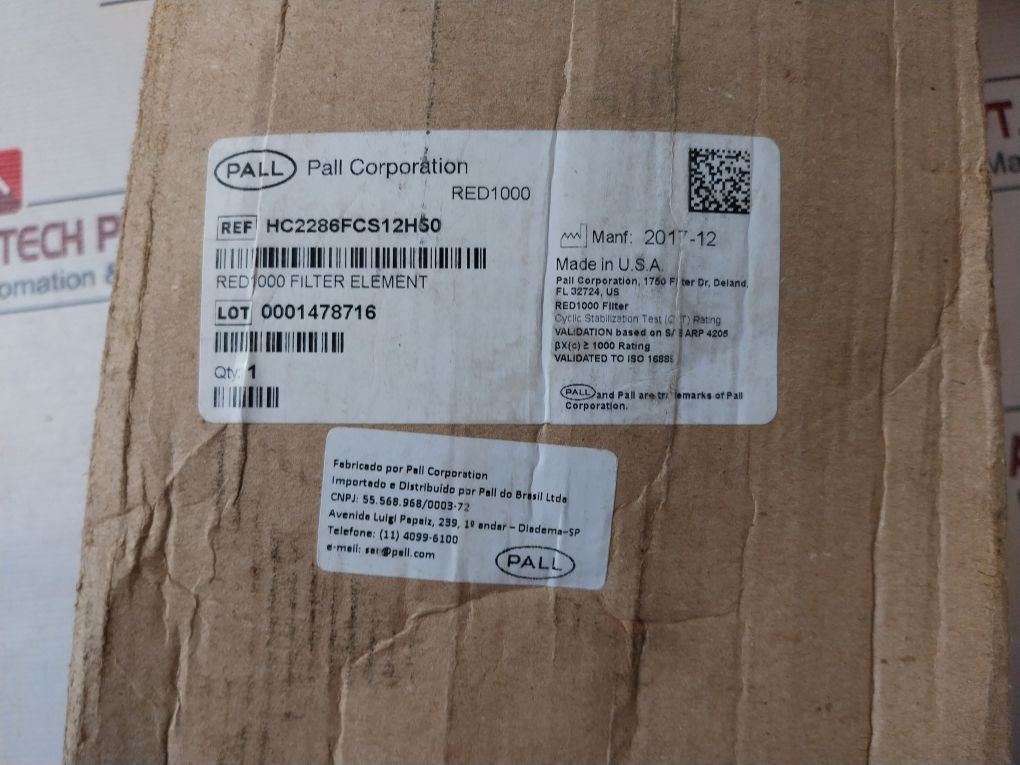 PALL Pall Corporation
RED1000
REF HC2286FCS12H50
RED1000 FILTER ELEMENT
LOT 0001478716
Qty: 1
Manf: 2017-12
Made in U.S.A.
Pall Corporation, 1750 Filter Dr, Deland,
FL 32724, US
RED1000 Filter
Cyclic Stabilization Test (CST) Rating
VALIDATION based on SAE ARP 4205
βX(c) ≥ 1000 Rating
VALIDATED TO ISO 16889
PALL and Pall are trademarks of Pall
Corporation.
Fabricado por Pall Corporation
Importado e Distribuído por Pall do Brasil Ltda
CNPJ: 55.568.968/0003-72
Avenida Luigi Papaiz, 239, 1º andar – Diadema–SP
Telefone: (11) 4099-6100
e-mail: sac@pall.com
PALL
TECH P
omation &